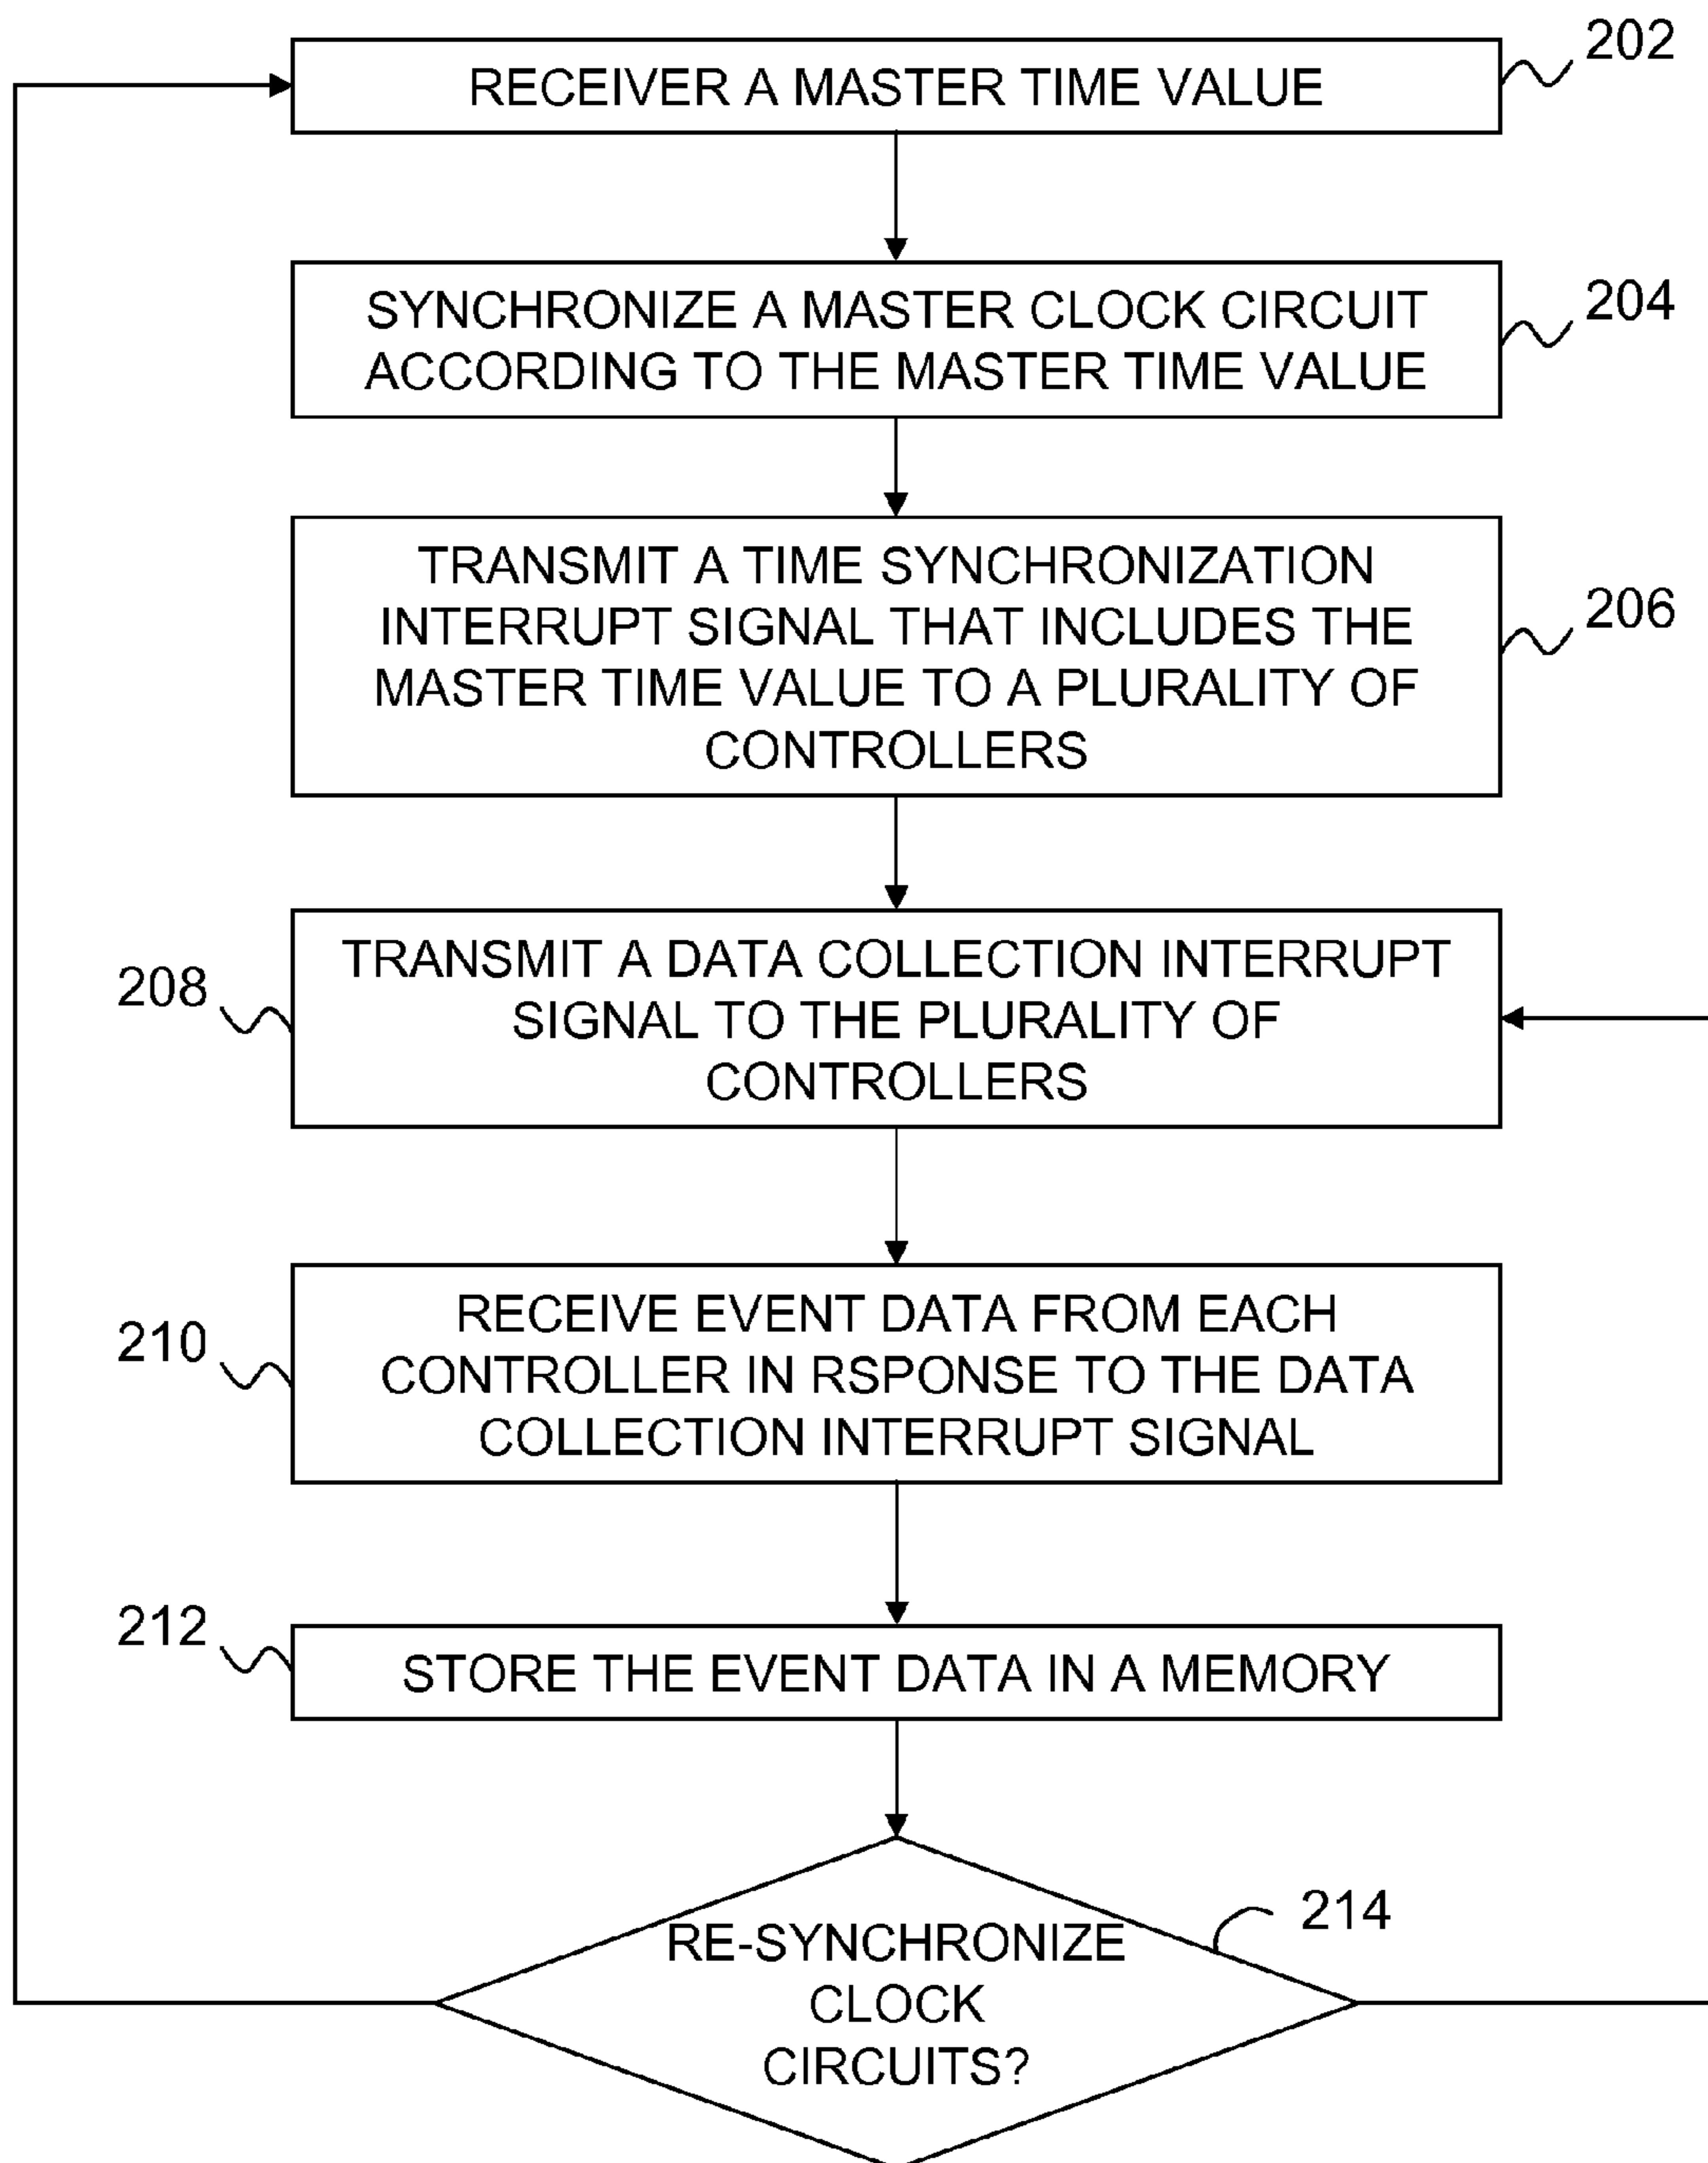 202
RECEIVER A MASTER TIME VALUE
204
SYNCHRONIZE A MASTER CLOCK CIRCUIT
ACCORDING TO THE MASTER TIME VALUE
206
TRANSMIT A TIME SYNCHRONIZATION
INTERRUPT SIGNAL THAT INCLUDES THE
MASTER TIME VALUE TO A PLURALITY OF
CONTROLLERS
208
TRANSMIT A DATA COLLECTION INTERRUPT
SIGNAL TO THE PLURALITY OF
CONTROLLERS
210
RECEIVE EVENT DATA FROM EACH
CONTROLLER IN RSPONSE TO THE DATA
COLLECTION INTERRUPT SIGNAL
212
STORE THE EVENT DATA IN A MEMORY
214
RE-SYNCHRONIZE
CLOCK
CIRCUITS?